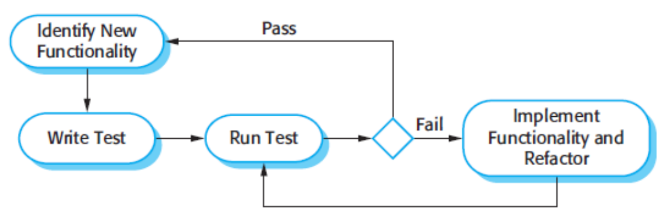 Identify New
Functionality
Pass
Write Test
Run Test
Fail
Implement
Functionality and
Refactor